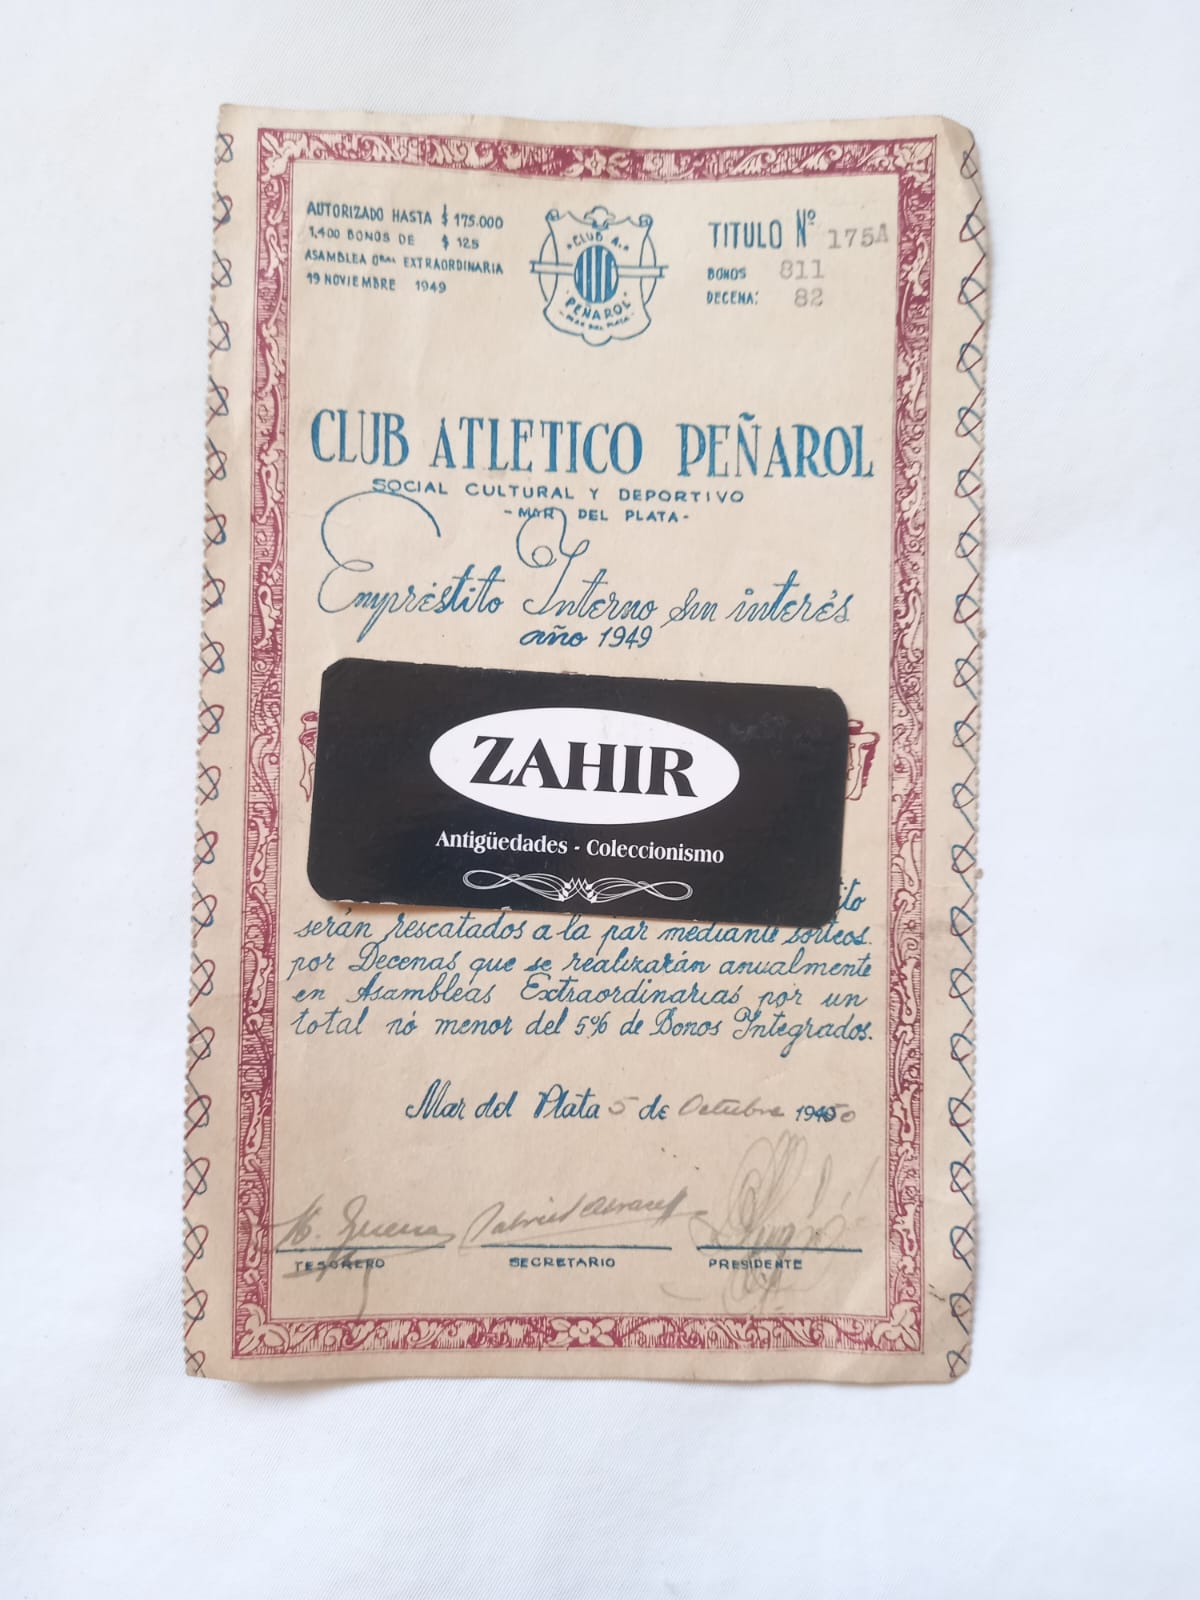 AUTORIZADO HASTA $ 175.000
1.400 BONOS DE $ 125
ASAMBLEA Gral EXTRAORDINARIA
19 NOVIEMBRE 1949
CLUB A.
PEÑAROL
MAR DEL PLATA
TITULO Nº 175A
BONOS 811
DECENA: 82
CLUB ATLETICO PEÑAROL
SOCIAL CULTURAL Y DEPORTIVO
- MAR DEL PLATA -
Empréstito Interno sin interés
año 1949
ZAHIR
Antigüedades - Coleccionismo
serán rescatados a la par mediante sorteos
por Decenas que se realizarán anualmente
en Asambleas Extraordinarias por un
total nó menor del 5% de Bonos Integrados.
Mar del Plata 5 de Octubre 1950
TESORERO
SECRETARIO
PRESIDENTE